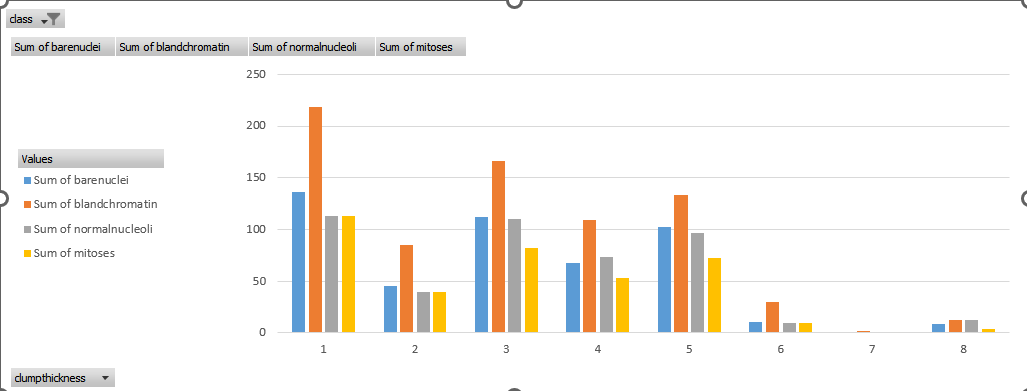 class
Sum of barenuclei Sum of blandchromatin Sum of normalnucleoli Sum of mitoses
250
200
150
100
50
0
Values
Sum of barenuclei
Sum of blandchromatin
Sum of normalnucleoli
Sum of mitoses
1 2 3 4 5 6 7 8
clumpthickness